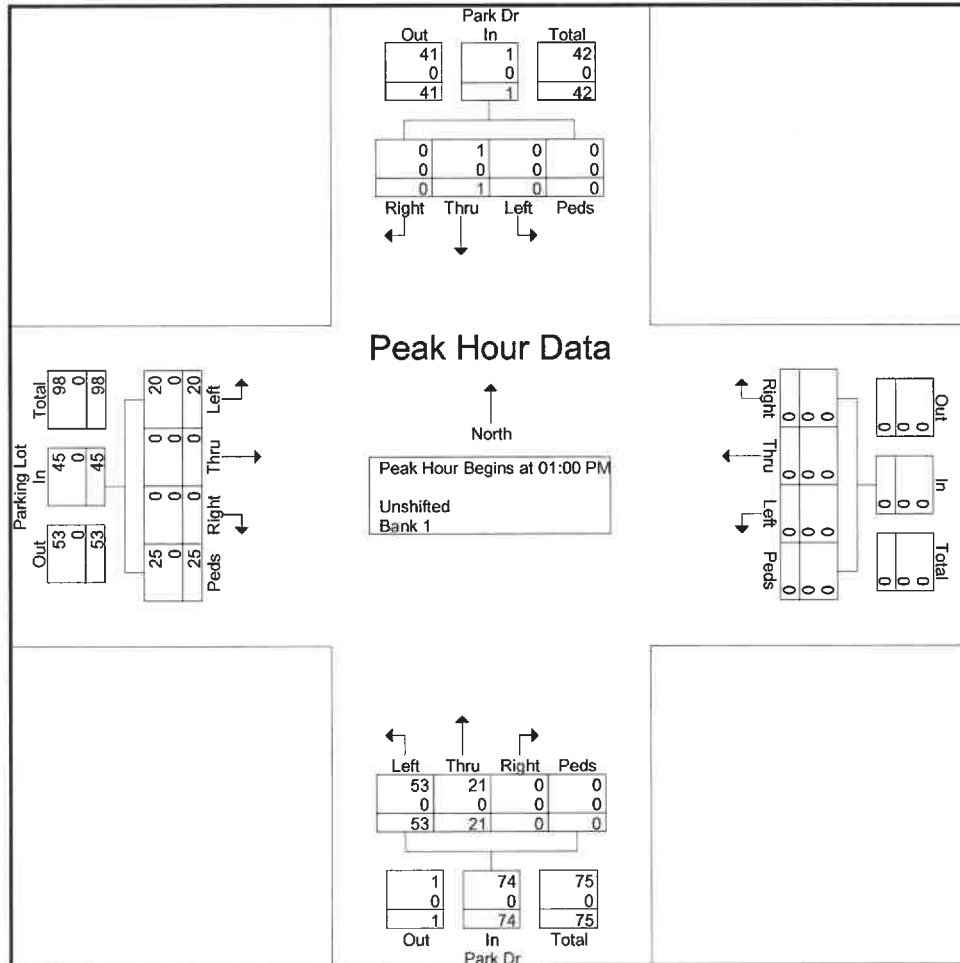 Park Dr
Out In Total
41 1 42
0 0 0
41 1 42
0 1 0 0
0 0 0 0
0 1 0 0
Right Thru Left Peds
Peak Hour Data
North
Peak Hour Begins at 01:00 PM
Unshifted
Bank 1
Parking Lot
Out In Total
53 45 98
0 0 0
53 45 98
Peds Right Thru Left
25 0 0 20
0 0 0 0
25 0 0 20
Right Thru Left Peds
0 0 0 0
0 0 0 0
0 0 0 0
Out In Total
0 0 0
0 0 0
0 0 0
Left Thru Right Peds
53 21 0 0
0 0 0 0
53 21 0 0
1 74 75
0 0 0
1 74 75
Out In Total
Park Dr